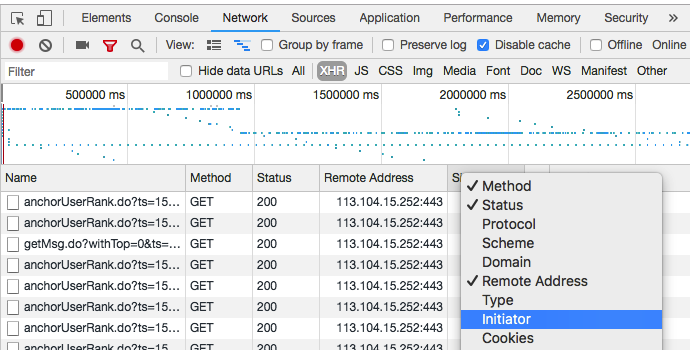 Elements Console Network Sources Application Performance Memory Security »
View: Group by frame Preserve log Disable cache Offline Online
Filter Hide data URLs All XHR JS CSS Img Media Font Doc WS Manifest Other
500000 ms 1000000 ms 1500000 ms 2000000 ms 2500000 ms
Name Method Status Remote Address
anchorUserRank.do?ts=15... GET 200 113.104.15.252:443
anchorUserRank.do?ts=15... GET 200 113.104.15.252:443
getMsg.do?withTop=0&ts=... GET 200 113.104.15.252:443
anchorUserRank.do?ts=15... GET 200 113.104.15.252:443
anchorUserRank.do?ts=15... GET 200 113.104.15.252:443
anchorUserRank.do?ts=15... GET 200 113.104.15.252:443
anchorUserRank.do?ts=15... GET 200 113.104.15.252:443
anchorUserRank.do?ts=15... GET 200 113.104.15.252:443
✓ Method
✓ Status
Protocol
Scheme
Domain
✓ Remote Address
Type
Initiator
Cookies